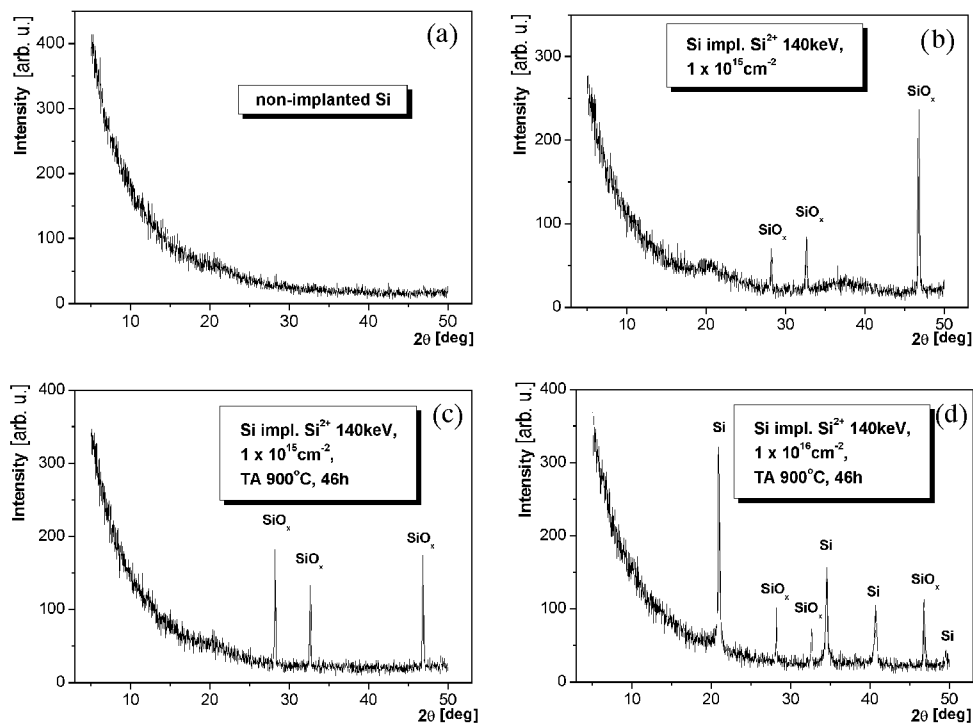 (a)
Intensity [arb. u.]
400
300
200
100
0
non-implanted Si
10 20 30 40 50
2θ [deg]
(b)
Intensity [arb. u.]
300
200
100
0
Si impl. Si²⁺ 140keV,
1 x 10¹⁵cm⁻²
SiOₓ
SiOₓ
SiOₓ
10 20 30 40 50
2θ [deg]
(c)
Intensity [arb. u.]
400
300
200
100
0
Si impl. Si²⁺ 140keV,
1 x 10¹⁵cm⁻²,
TA 900°C, 46h
SiOₓ
SiOₓ
SiOₓ
10 20 30 40 50
2θ [deg]
(d)
Intensity [arb. u.]
400
300
200
100
0
Si impl. Si²⁺ 140keV,
1 x 10¹⁶cm⁻²,
TA 900°C, 46h
Si
SiOₓ
SiOₓ
Si
Si
SiOₓ
Si
10 20 30 40 50
2θ [deg]